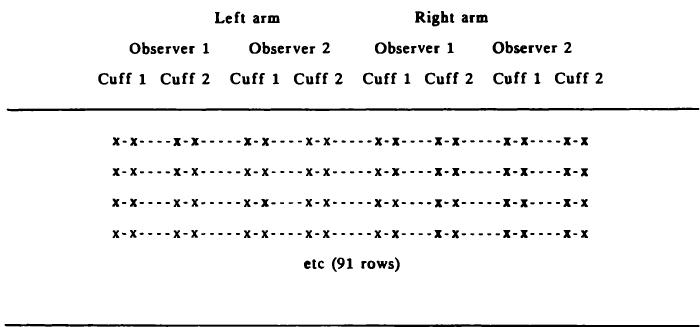 Left arm Right arm
Observer 1 Observer 2 Observer 1 Observer 2
Cuff 1 Cuff 2 Cuff 1 Cuff 2 Cuff 1 Cuff 2 Cuff 1 Cuff 2
x-x----x-x-----x-x----x-x-----x-x----x-x-----x-x----x-x
x-x----x-x-----x-x----x-x-----x-x----x-x-----x-x----x-x
x-x----x-x-----x-x----x-x-----x-x----x-x-----x-x----x-x
x-x----x-x-----x-x----x-x-----x-x----x-x-----x-x----x-x
etc (91 rows)